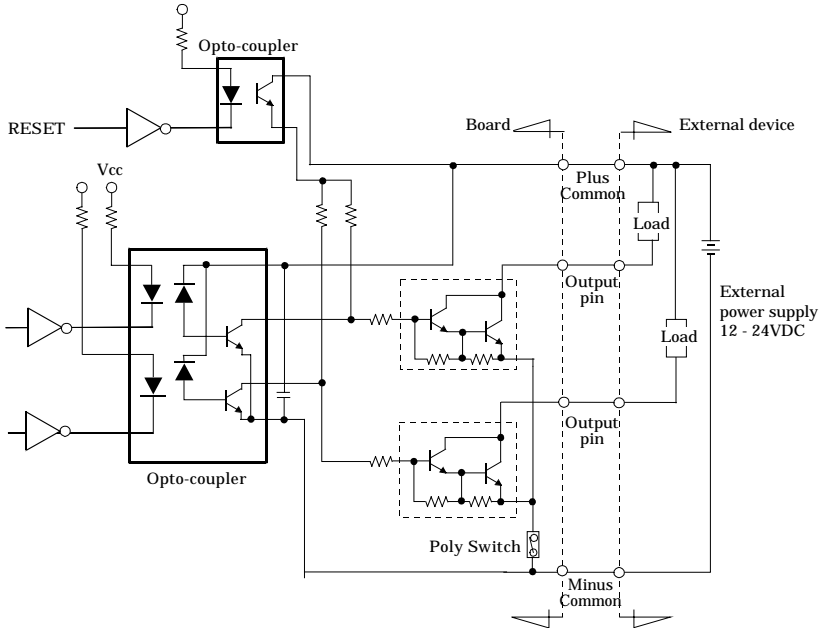 Opto-coupler
RESET
Board
External device
Vcc
Plus
Common
Load
Output
pin
External
power supply
12 - 24VDC
Load
Output
pin
Opto-coupler
Poly Switch
Minus
Common